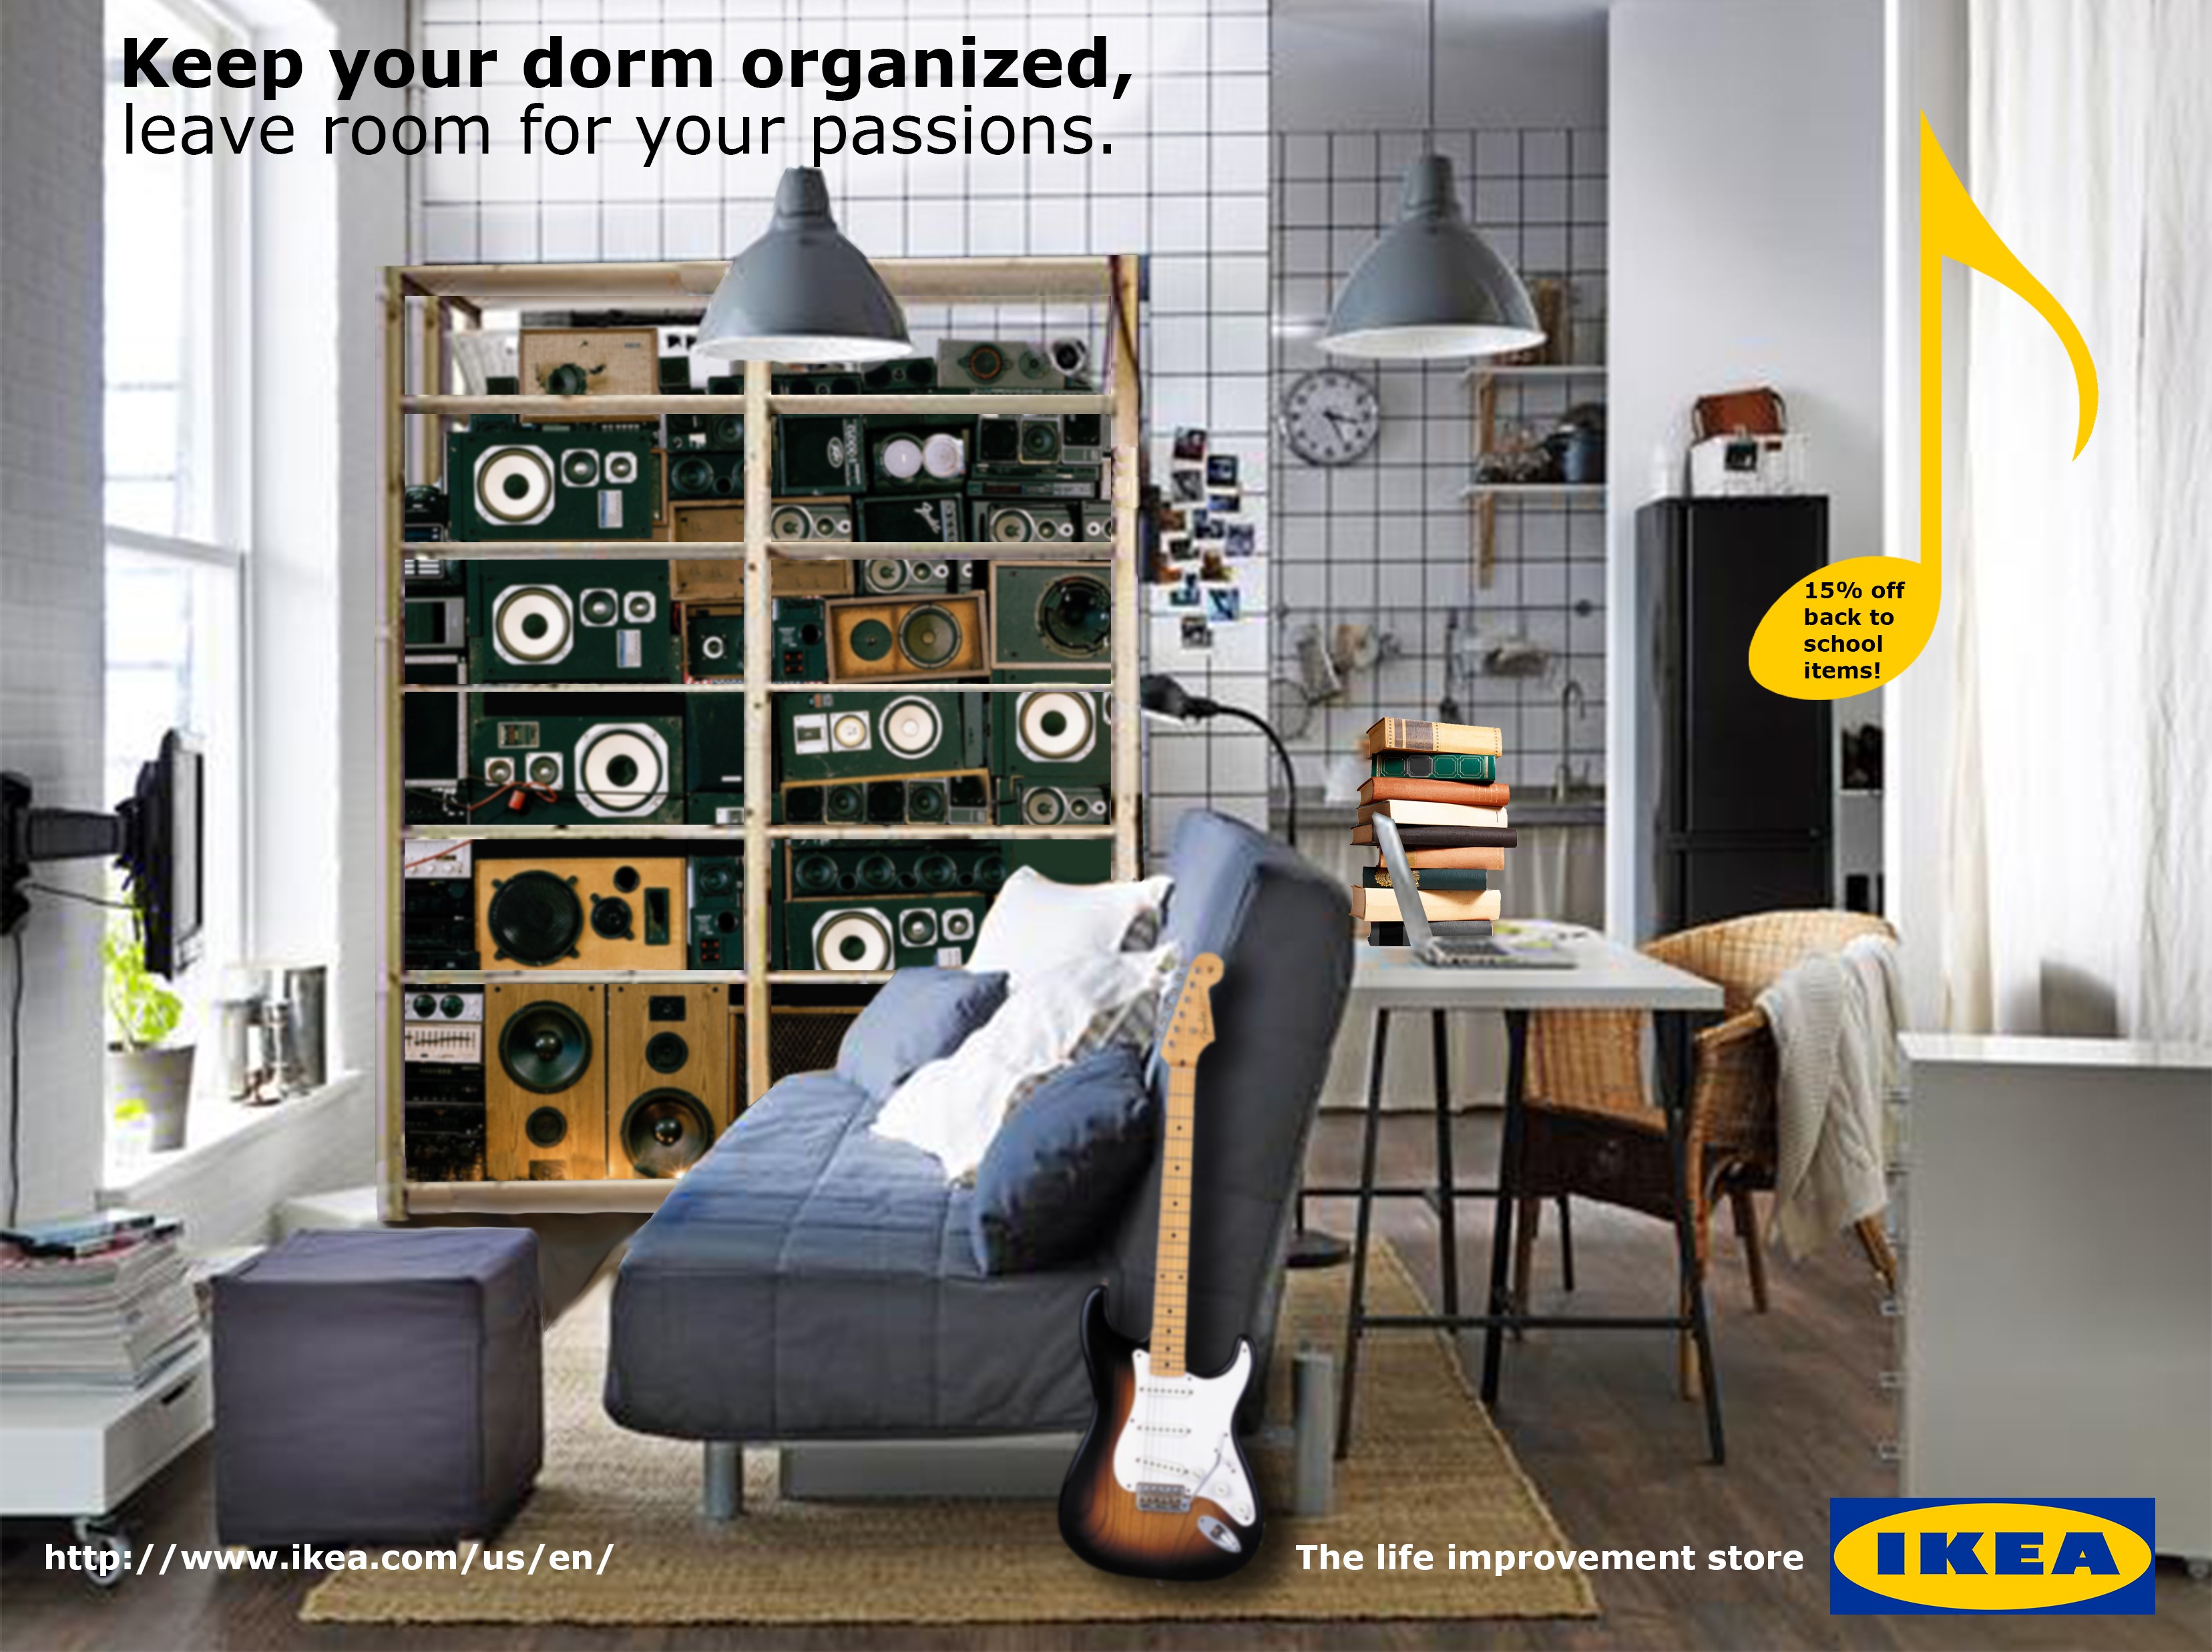 Keep your dorm organized,
leave room for your passions.
15% off
back to
school
items!
http://www.ikea.com/us/en/
The life improvement store
IKEA